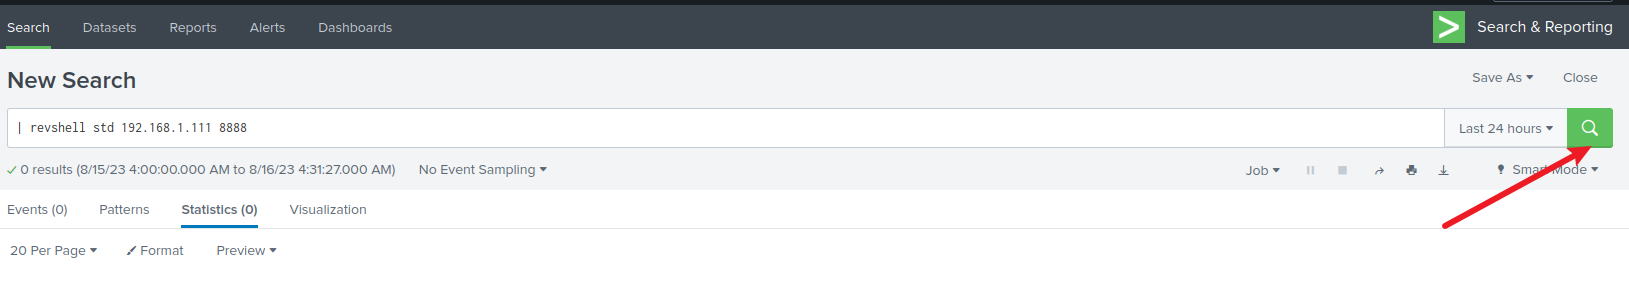 Search Datasets Reports Alerts Dashboards Search & Reporting
New Search Save As Close
| revshell std 192.168.1.111 8888 Last 24 hours
0 results (8/15/23 4:00:00.000 AM to 8/16/23 4:31:27.000 AM) No Event Sampling Job Smart Mode
Events (0) Patterns Statistics (0) Visualization
20 Per Page Format Preview